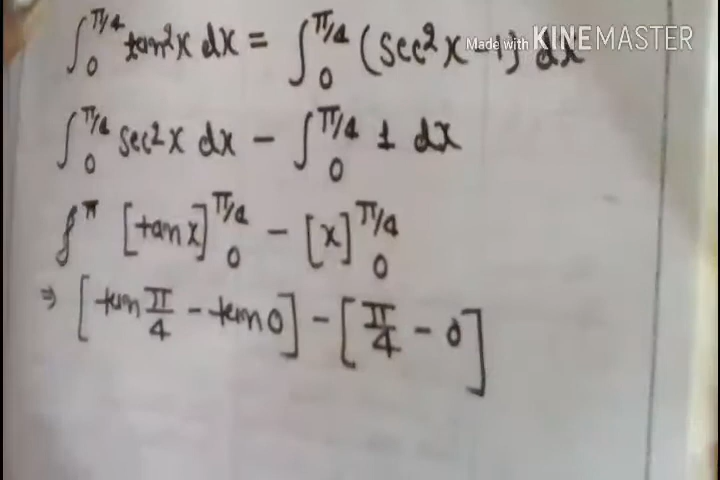 ∫₀^π/4 tan²x dx = ∫₀^π/4 (sec²x − 1) dx
Made with KINEMASTER
∫₀^π/4 sec²x dx − ∫₀^π/4 1 dx
∫^π [tan x]₀^π/4 − [x]₀^π/4
⇒ [tan π/4 − tan 0] − [π/4 − 0]